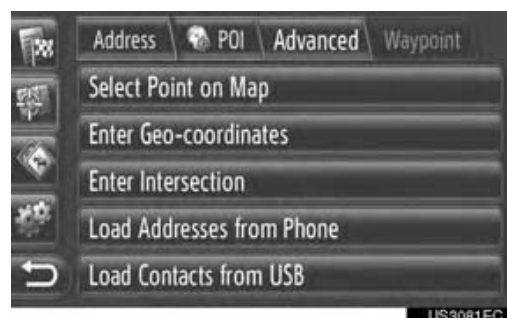 Address POI Advanced Waypoint
Select Point on Map
Enter Geo-coordinates
Enter Intersection
Load Addresses from Phone
Load Contacts from USB
US3081EC